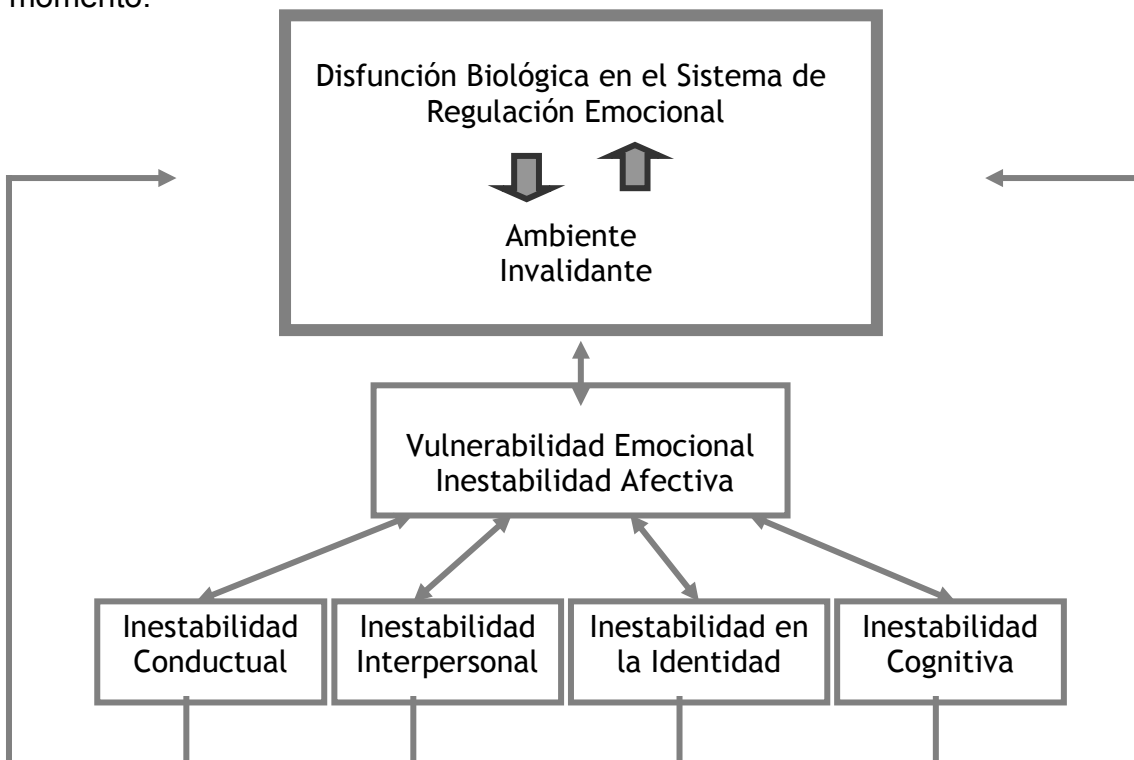 momento.
Disfunción Biológica en el Sistema de
Regulación Emocional
Ambiente
Invalidante
Vulnerabilidad Emocional
Inestabilidad Afectiva
Inestabilidad
Conductual
Inestabilidad
Interpersonal
Inestabilidad en
la Identidad
Inestabilidad
Cognitiva